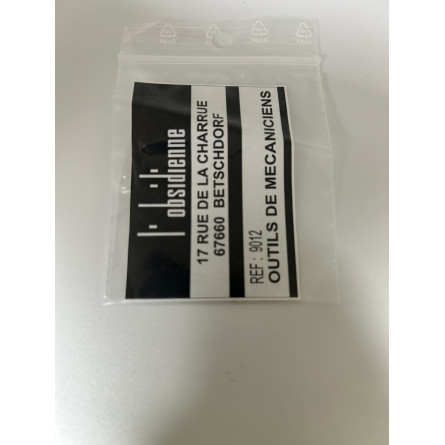 obsidienne
17 RUE DE LA CHARRUE
67660 BETSCHDORF
REF : 9012
OUTILS DE MECANICIENS